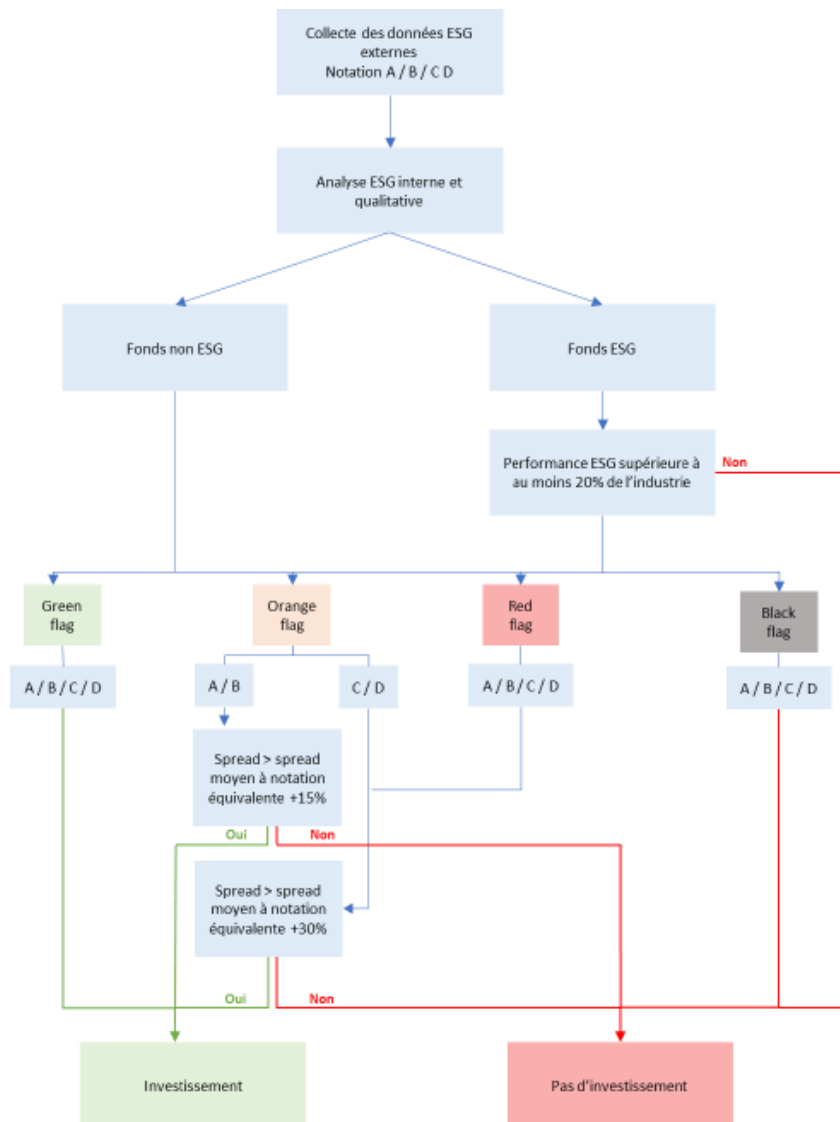 Collecte des données ESG
externes
Notation A / B / C D
Analyse ESG interne et
qualitative
Fonds non ESG
Fonds ESG
Performance ESG supérieure à
au moins 20% de l'industrie
Non
Green
flag
Orange
flag
Red
flag
Black
flag
A / B / C / D
A / B
C / D
A / B / C / D
A / B / C / D
Spread > spread
moyen à notation
équivalente +15%
Oui
Non
Spread > spread
moyen à notation
équivalente +30%
Oui
Non
Investissement
Pas d'investissement